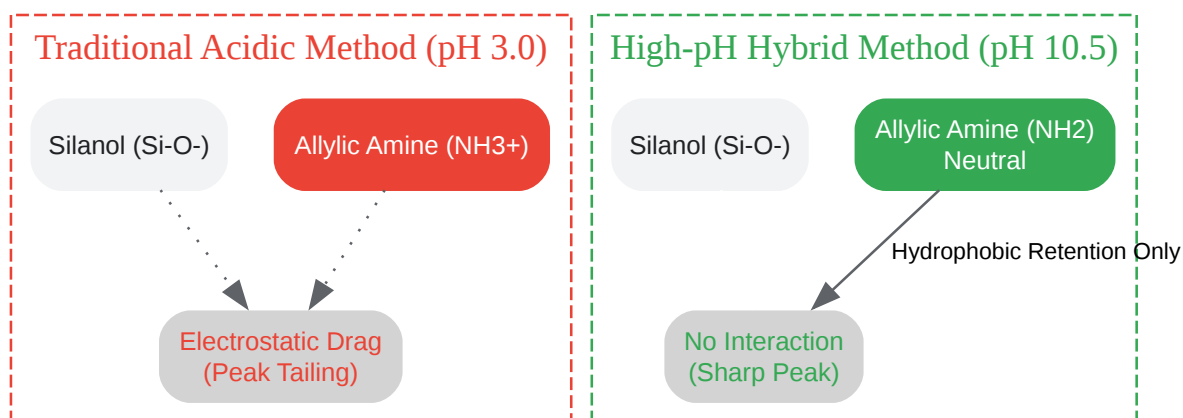 Traditional Acidic Method (pH 3.0)
Silanol (Si-O-)
Allylic Amine (NH3+)
Electrostatic Drag
(Peak Tailing)
High-pH Hybrid Method (pH 10.5)
Silanol (Si-O-)
Allylic Amine (NH2)
Neutral
Hydrophobic Retention Only
No Interaction
(Sharp Peak)